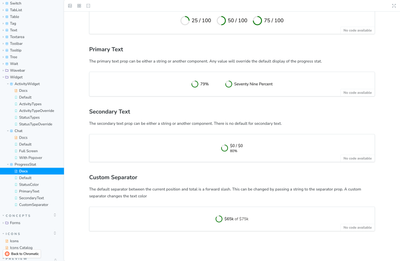 Switch
TabList
Table
Tag
Text
Textarea
Toolbar
Tooltip
Tree
Wait
Wavebar
Widget
ActivityWidget
Docs
Default
ActivityTypes
ActivityTypeOverride
StatusTypes
StatusTypeOverride
Chat
Docs
Default
Full Screen
With Popover
ProgressStat
Docs
Default
StatusColor
PrimaryText
SecondaryText
CustomSeparator
CONCEPTS
Forms
ICONS
Icons
Icons Catalog
Back to Chromatic
25 / 100
50 / 100
75 / 100
No code available
Primary Text
The primary text prop can be either a string or another component. Any value will override the default display of the progress stat.
79%
Seventy Nine Percent
No code available
Secondary Text
The secondary text prop can be either a string or another component. There is no default for secondary text.
$0 / $0
No code available
Custom Separator
The default separator between the current position and total is a forward slash. This can be changed by passing a string to the separator prop. A custom
separator changes the text color
$65k of $75k
No code available